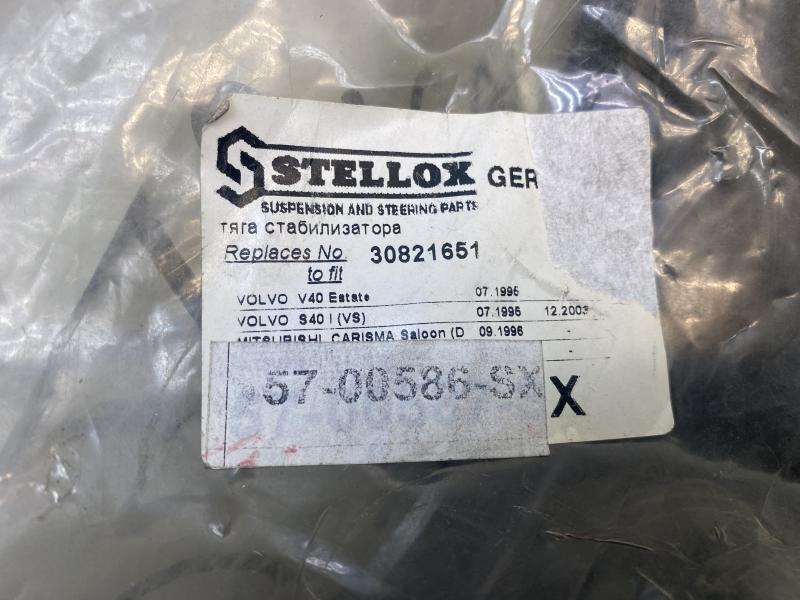 STELLOX GER
SUSPENSION AND STEERING PARTS
тяга стабилизатора
Replaces No. 30821651
to fit
VOLVO V40 Estate 07.1995
VOLVO S40 I (VS) 07.1995 12.2003
MITSUBISHI CARISMA Saloon (D 09.1996 -
57-00586-SX X